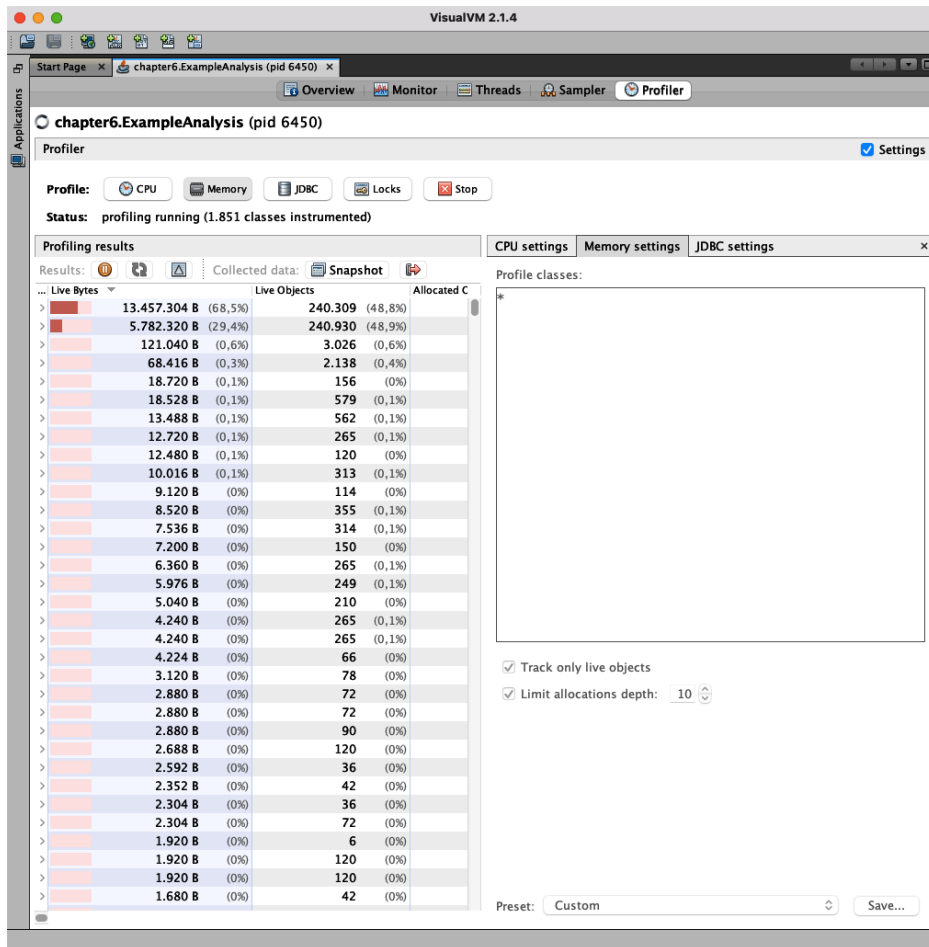 VisualVM 2.1.4
Start Page × chapter6.ExampleAnalysis (pid 6450) ×
Applications
Overview Monitor Threads Sampler Profiler
chapter6.ExampleAnalysis (pid 6450)
Profiler Settings
Profile: CPU Memory JDBC Locks Stop
Status: profiling running (1.851 classes instrumented)
Profiling results
Results: Collected data: Snapshot
... Live Bytes Live Objects Allocated O
13.457.304 B (68,5%) 240.309 (48,8%)
5.782.320 B (29,4%) 240.930 (48,9%)
121.040 B (0,6%) 3.026 (0,6%)
68.416 B (0,3%) 2.138 (0,4%)
18.720 B (0,1%) 156 (0%)
18.528 B (0,1%) 579 (0,1%)
13.488 B (0,1%) 562 (0,1%)
12.720 B (0,1%) 265 (0,1%)
12.480 B (0,1%) 120 (0%)
10.016 B (0,1%) 313 (0,1%)
9.120 B (0%) 114 (0%)
8.520 B (0%) 355 (0,1%)
7.536 B (0%) 314 (0,1%)
7.200 B (0%) 150 (0%)
6.360 B (0%) 265 (0,1%)
5.976 B (0%) 249 (0,1%)
5.040 B (0%) 210 (0%)
4.240 B (0%) 265 (0,1%)
4.240 B (0%) 265 (0,1%)
4.224 B (0%) 66 (0%)
3.120 B (0%) 78 (0%)
2.880 B (0%) 72 (0%)
2.880 B (0%) 72 (0%)
2.880 B (0%) 90 (0%)
2.688 B (0%) 120 (0%)
2.592 B (0%) 36 (0%)
2.352 B (0%) 42 (0%)
2.304 B (0%) 36 (0%)
2.304 B (0%) 72 (0%)
1.920 B (0%) 6 (0%)
1.920 B (0%) 120 (0%)
1.920 B (0%) 120 (0%)
1.680 B (0%) 42 (0%)
CPU settings Memory settings JDBC settings ×
Profile classes:
*
Track only live objects
Limit allocations depth: 10
Preset: Custom Save...